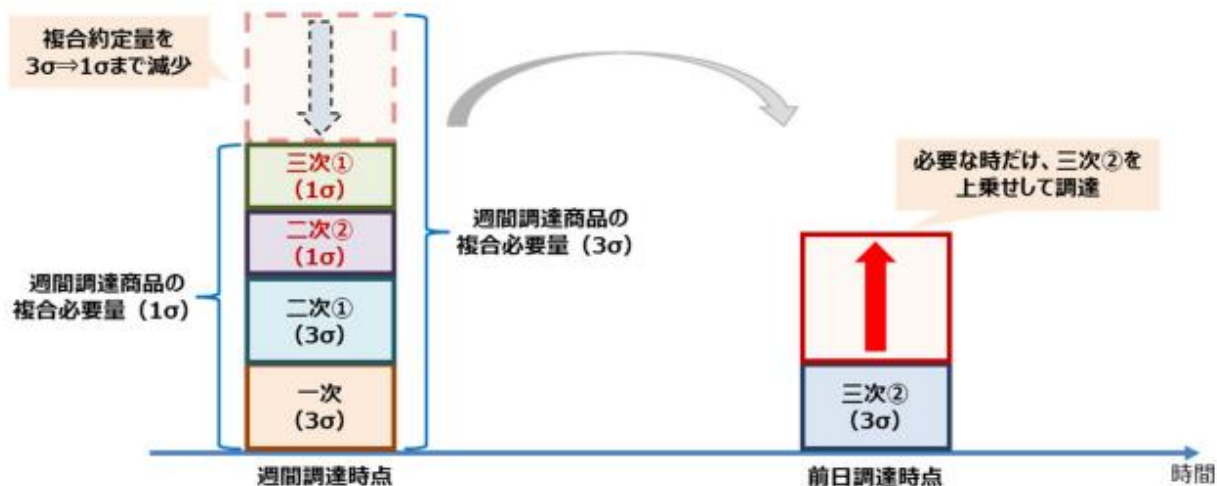 複合約定量を
3σ⇒1σまで減少
三次①
(1σ)
二次②
(1σ)
二次①
(3σ)
一次
(3σ)
週間調達商品の
複合必要量（1σ）
週間調達商品の
複合必要量（3σ）
必要な時だけ、三次②を
上乗せして調達
三次②
(3σ)
週間調達時点
前日調達時点
時間